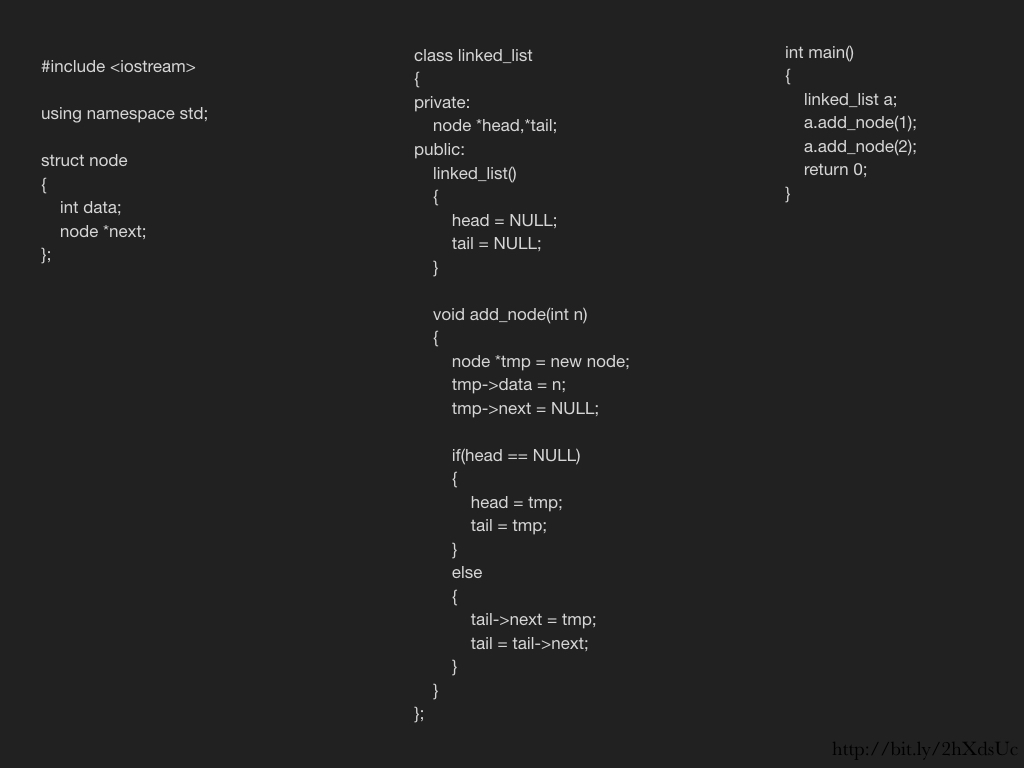 #include <iostream>
using namespace std;
struct node
{
int data;
node *next;
};
class linked_list
{
private:
node *head,*tail;
public:
linked_list()
{
head = NULL;
tail = NULL;
}
void add_node(int n)
{
node *tmp = new node;
tmp->data = n;
tmp->next = NULL;
if(head == NULL)
{
head = tmp;
tail = tmp;
}
else
{
tail->next = tmp;
tail = tail->next;
}
}
};
int main()
{
linked_list a;
a.add_node(1);
a.add_node(2);
return 0;
}
http://bit.ly/2hXdsUc